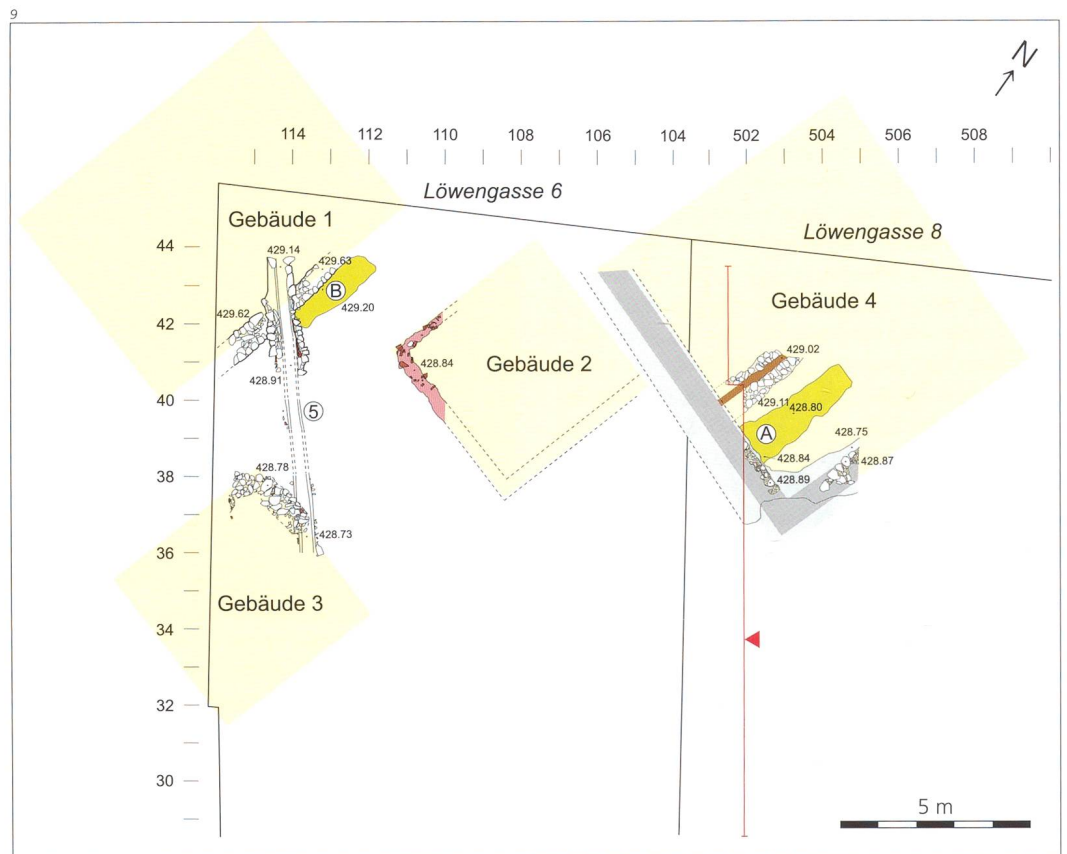 9
N
114 112 110 108 106 104 502 504 506 508
Löwengasse 6
Löwengasse 8
Gebäude 1
44
429.14
429.63
B
429.20
Gebäude 4
42
429.62
428.84
Gebäude 2
429.02
428.91
40
5
429.11
428.80
A
428.75
38
428.78
428.84
428.87
428.89
428.73
36
Gebäude 3
34
32
30
5 m